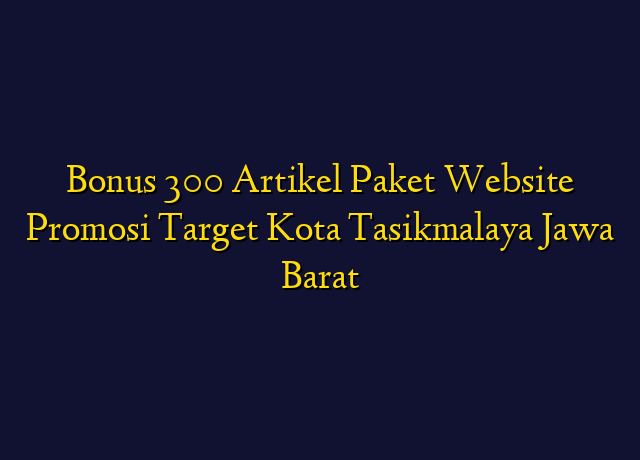 Bonus 300 Artikel Paket Website
Promosi Target Kota Tasikmalaya Jawa
Barat